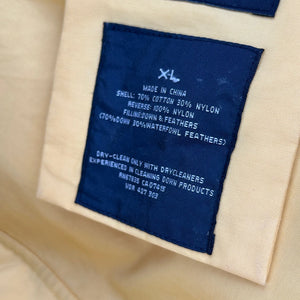 XL
MADE IN CHINA
SHELL: 70% COTTON 30% NYLON
REVERSE: 100% NYLON
FILLING:DOWN & FEATHERS
(70%DOWN 30%WATERFOWL FEATHERS)
DRY-CLEAN ONLY WITH DRYCLEANERS
EXPERIENCED IN CLEANING DOWN PRODUCTS